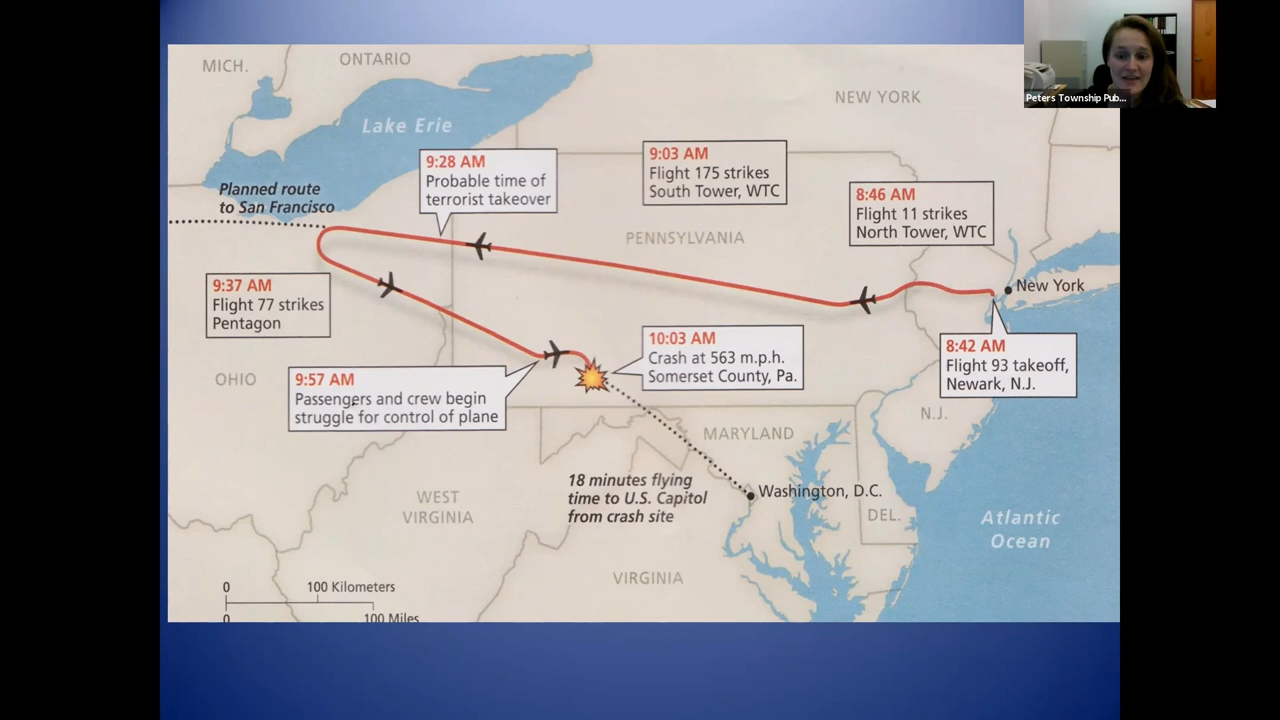 Peters Township Pub...
MICH.
ONTARIO
NEW YORK
Lake Erie
9:28 AM
Probable time of
terrorist takeover
9:03 AM
Flight 175 strikes
South Tower, WTC
8:46 AM
Flight 11 strikes
North Tower, WTC
Planned route
to San Francisco
PENNSYLVANIA
9:37 AM
Flight 77 strikes
Pentagon
New York
10:03 AM
Crash at 563 m.p.h.
Somerset County, Pa.
8:42 AM
Flight 93 takeoff,
Newark, N.J.
OHIO
9:57 AM
Passengers and crew begin
struggle for control of plane
N.J.
MARYLAND
18 minutes flying
time to U.S. Capitol
from crash site
Washington, D.C.
WEST
VIRGINIA
DEL.
Atlantic
Ocean
VIRGINIA
0 100 Kilometers
0 100 Miles